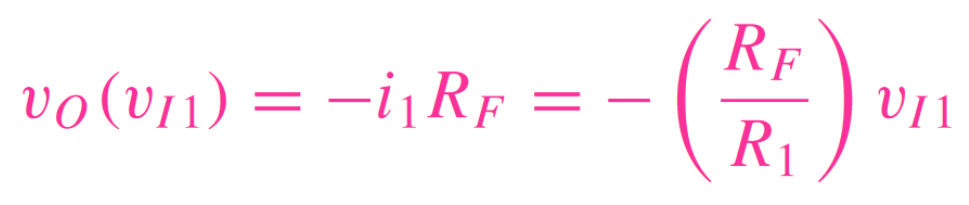 v_O(v_{I1}) = -i_1 R_F = -\left(\frac{R_F}{R_1}\right) v_{I1}